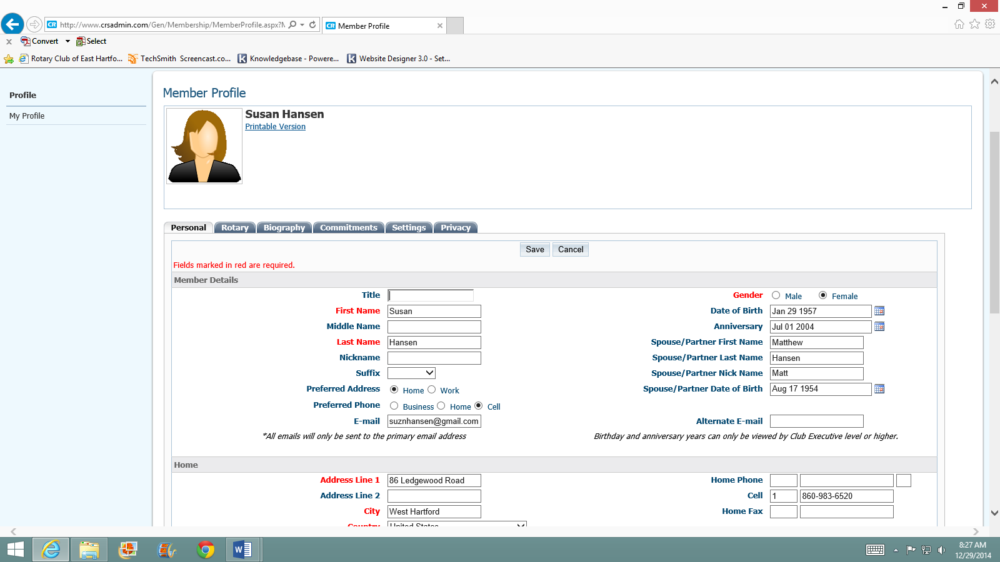 http://www.crsadmin.com/Gen/Membership/MemberProfile.aspx?M
CR Member Profile
x Convert Select
Rotary Club of East Hartfo... TechSmith Screencast.co... Knowledgebase - Powere... Website Designer 3.0 - Set...
Profile
My Profile
Member Profile
Susan Hansen
Printable Version
Personal Rotary Biography Commitments Settings Privacy
Save Cancel
Fields marked in red are required.
Member Details
Title Gender Male Female
First Name Susan Date of Birth Jan 29 1957
Middle Name Anniversary Jul 01 2004
Last Name Hansen Spouse/Partner First Name Matthew
Nickname Spouse/Partner Last Name Hansen
Suffix Spouse/Partner Nick Name Matt
Preferred Address Home Work Spouse/Partner Date of Birth Aug 17 1954
Preferred Phone Business Home Cell
E-mail suznhansen@gmail.com Alternate E-mail
*All emails will only be sent to the primary email address Birthday and anniversary years can only be viewed by Club Executive level or higher.
Home
Address Line 1 86 Ledgewood Road Home Phone
Address Line 2 Cell 1 860-983-6520
City West Hartford Home Fax
Country United States
8:27 AM
12/29/2014